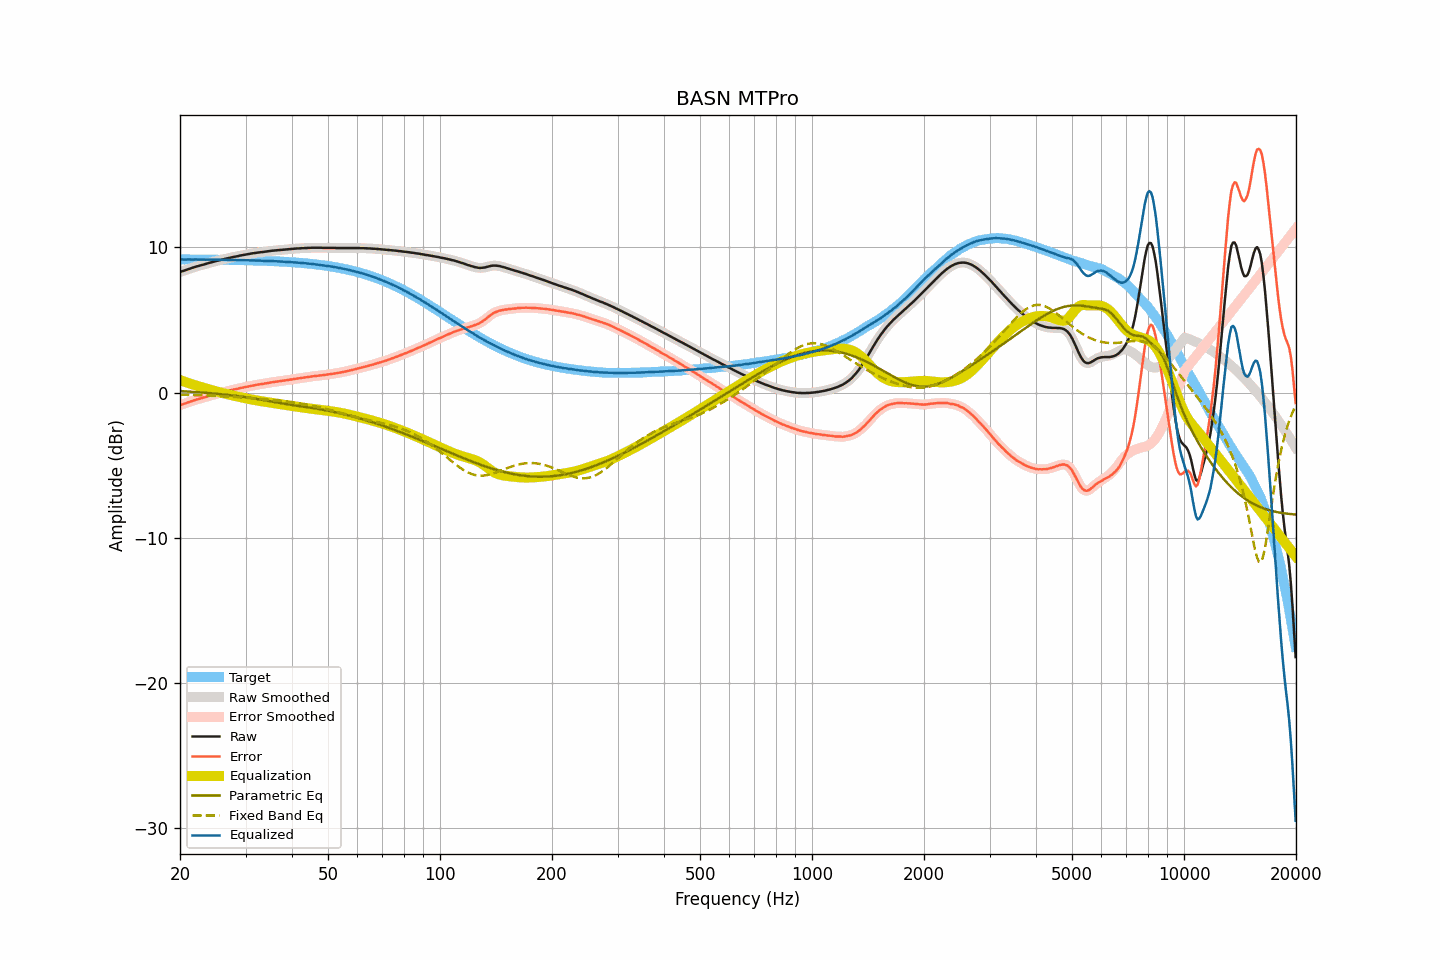 BASN MTPro
Amplitude (dBr)
10
0
−10
−20
−30
Target
Raw Smoothed
Error Smoothed
Raw
Error
Equalization
Parametric Eq
Fixed Band Eq
Equalized
20 50 100 200 500 1000 2000 5000 10000 20000
Frequency (Hz)